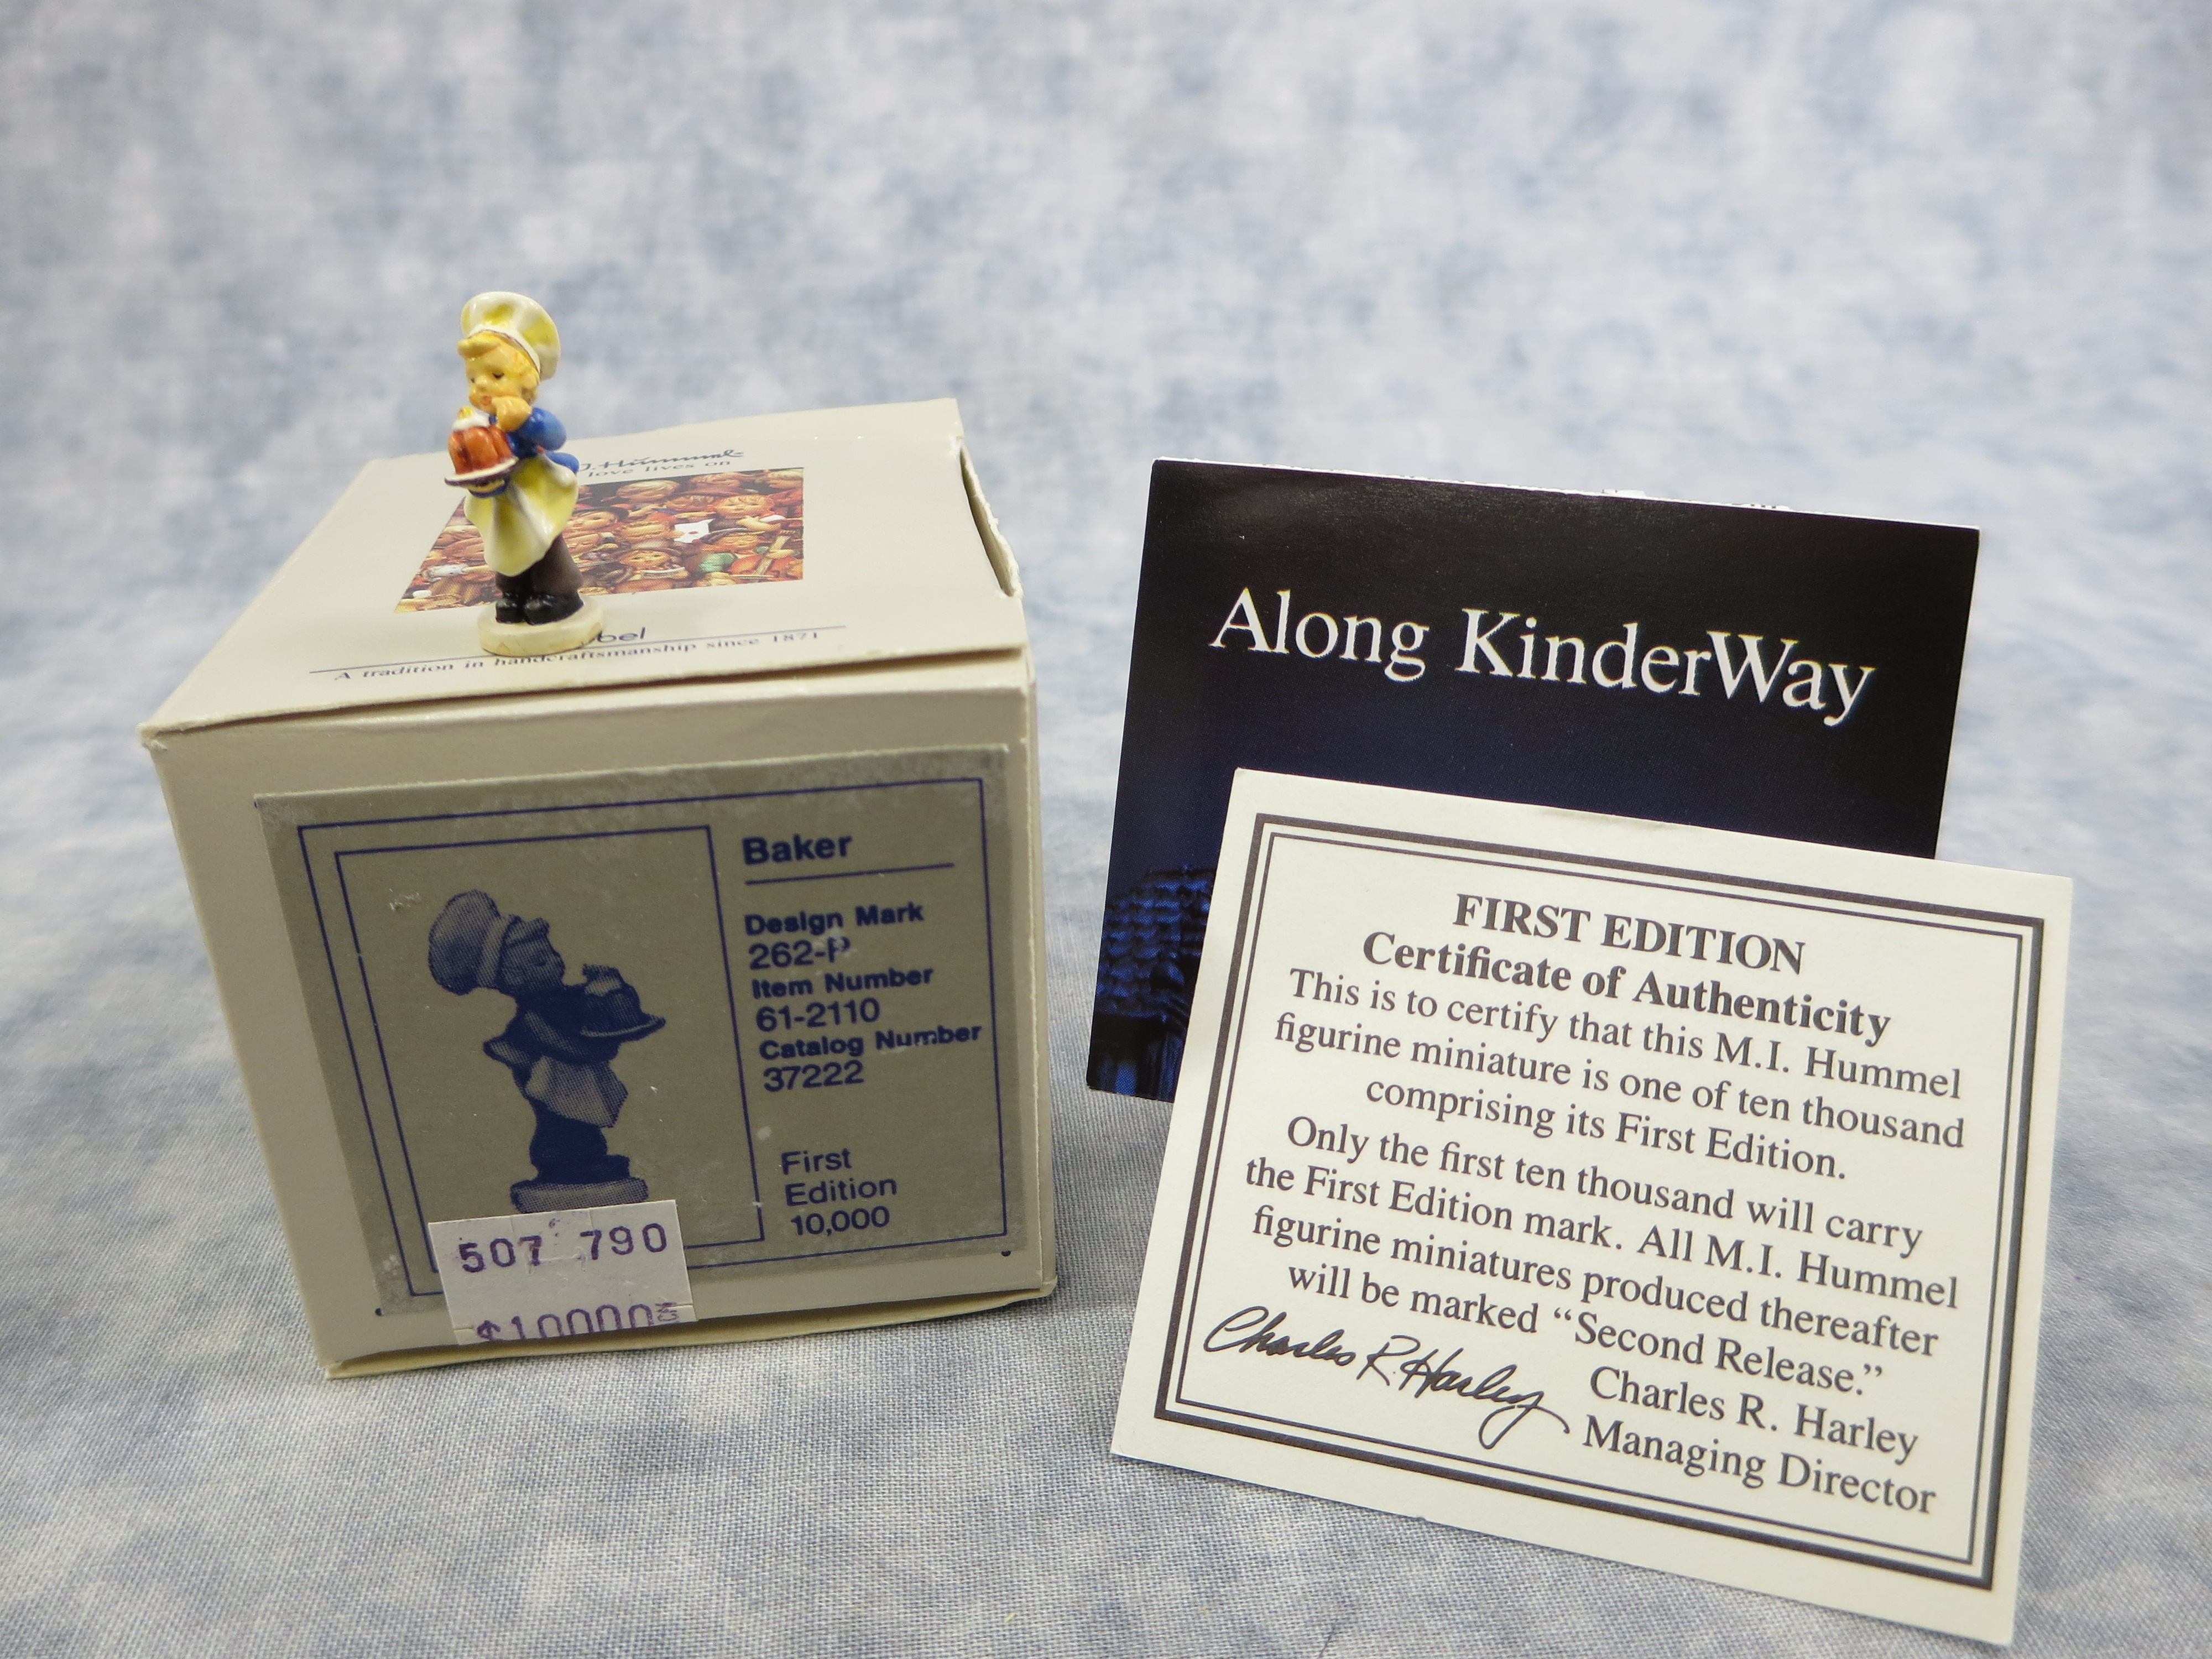 Hummel
love lives on
bel
A tradition in handcraftsmanship since 1871
Baker
Design Mark
262-P
Item Number
61-2110
Catalog Number
37222
First
Edition
10,000
507 790
$10000
Along KinderWay
FIRST EDITION
Certificate of Authenticity
This is to certify that this M.I. Hummel
figurine miniature is one of ten thousand
comprising its First Edition.
Only the first ten thousand will carry
the First Edition mark. All M.I. Hummel
figurine miniatures produced thereafter
will be marked “Second Release.”
Charles R. Harley
Charles R. Harley
Managing Director